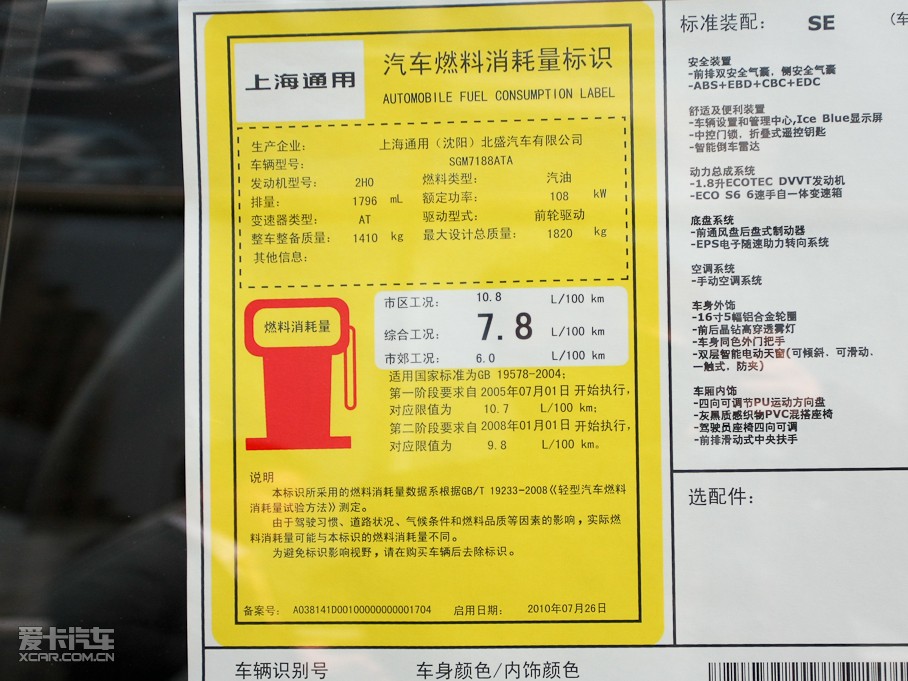 上海通用
汽车燃料消耗量标识
AUTOMOBILE FUEL CONSUMPTION LABEL
生产企业: 上海通用（沈阳）北盛汽车有限公司
车辆型号: SGM7188ATA
发动机型号: 2H0 燃料类型: 汽油
排量: 1796 mL 额定功率: 108 kW
变速器类型: AT 驱动型式: 前轮驱动
整车整备质量: 1410 kg 最大设计总质量: 1820 kg
其他信息:
燃料消耗量
市区工况: 10.8 L/100 km
综合工况: 7.8 L/100 km
市郊工况: 6.0 L/100 km
适用国家标准为GB 19578-2004;
第一阶段要求自2005年07月01日 开始执行,
对应限值为 10.7 L/100 km;
第二阶段要求自2008年01月01日 开始执行,
对应限值为 9.8 L/100 km。
说明
本标识所采用的燃料消耗量数据系根据GB/T 19233-2008《轻型汽车燃料
消耗量试验方法》测定。
由于驾驶习惯、道路状况、气候条件和燃料品质等因素的影响，实际燃
料消耗量可能与本标识的燃料消耗量不同。
为避免标识影响视野，请在购买车辆后去除标识。
备案号: A038141D00100000000001704 启用日期: 2010年07月26日
车辆识别号 车身颜色/内饰颜色
标准装配: SE (车
安全装置
-前排双安全气囊，侧安全气囊
-ABS+EBD+CBC+EDC
舒适及便利装置
-车辆设置和管理中心,Ice Blue显示屏
-中控门锁，折叠式遥控钥匙
-智能倒车雷达
动力总成系统
-1.8升ECOTEC DVVT发动机
-ECO S6 6速手自一体变速箱
底盘系统
-前通风盘后盘式制动器
-EPS电子随速助力转向系统
空调系统
-手动空调系统
车身外饰
-16寸5幅铝合金轮圈
-前后晶钻高穿透雾灯
-车身同色外门把手
-双层智能电动天窗(可倾斜、可滑动、
一触式，防夹)
车厢内饰
-四向可调节PU运动方向盘
-灰黑质感织物PVC混搭座椅
-驾驶员座椅四向可调
-前排滑动式中央扶手
选配件:
爱卡汽车
XCAR.COM.CN